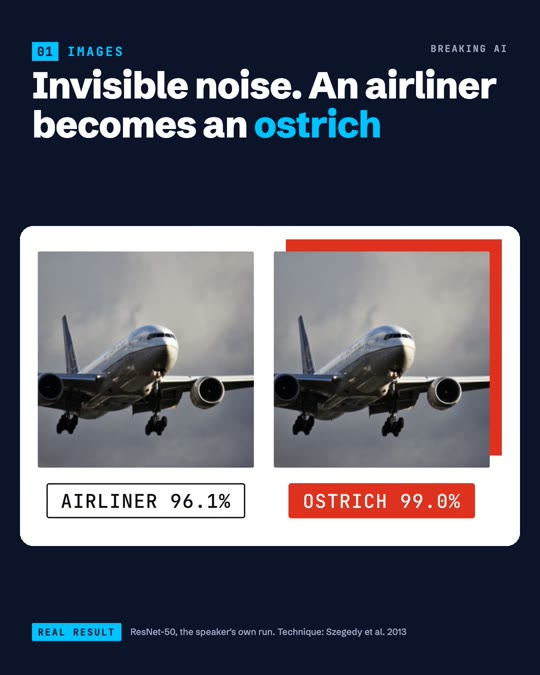 01 IMAGES
BREAKING AI
Invisible noise. An airliner
becomes an ostrich
AIRLINER 96.1%
OSTRICH 99.0%
REAL RESULT ResNet-50, the speaker's own run. Technique: Szegedy et al. 2013